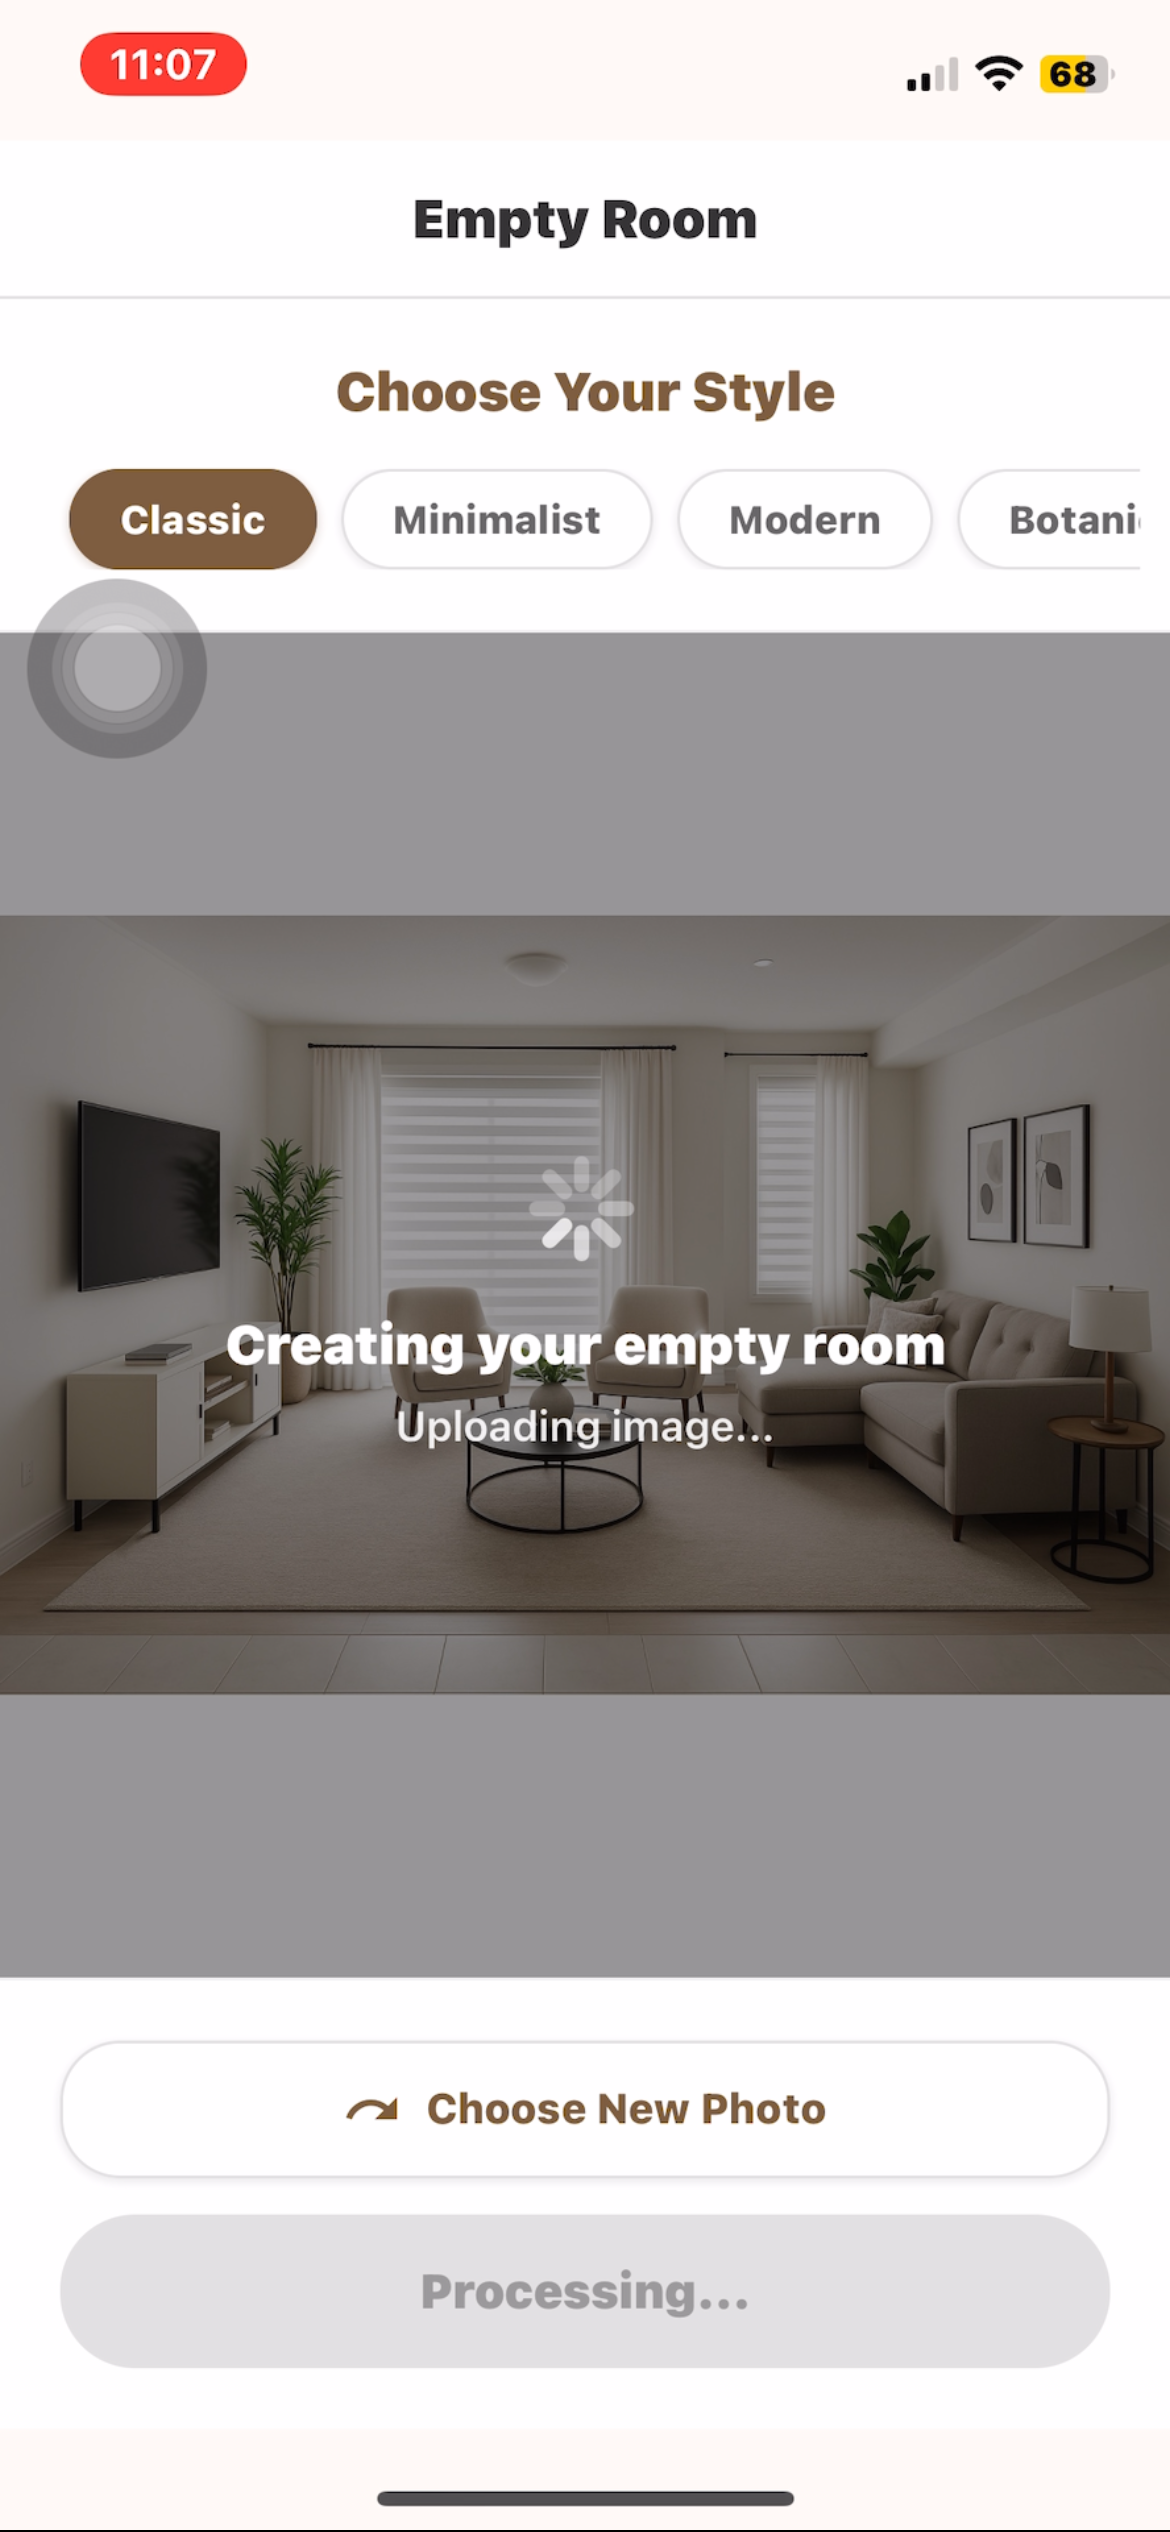 11:07
68
Empty Room
Choose Your Style
Classic Minimalist Modern
Creating your empty room
Uploading image...
Choose New Photo
Processing...